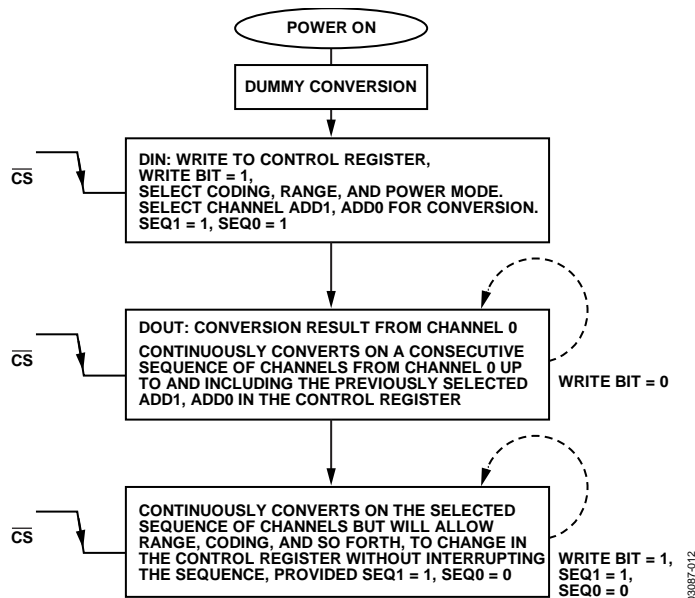 POWER ON
DUMMY CONVERSION
CS
DIN: WRITE TO CONTROL REGISTER,
WRITE BIT = 1,
SELECT CODING, RANGE, AND POWER MODE.
SELECT CHANNEL ADD1, ADD0 FOR CONVERSION.
SEQ1 = 1, SEQ0 = 1
CS
DOUT: CONVERSION RESULT FROM CHANNEL 0
CONTINUOUSLY CONVERTS ON A CONSECUTIVE
SEQUENCE OF CHANNELS FROM CHANNEL 0 UP
TO AND INCLUDING THE PREVIOUSLY SELECTED
ADD1, ADD0 IN THE CONTROL REGISTER
WRITE BIT = 0
CS
CONTINUOUSLY CONVERTS ON THE SELECTED
SEQUENCE OF CHANNELS BUT WILL ALLOW
RANGE, CODING, AND SO FORTH, TO CHANGE IN
THE CONTROL REGISTER WITHOUT INTERRUPTING
THE SEQUENCE, PROVIDED SEQ1 = 1, SEQ0 = 0
WRITE BIT = 1,
SEQ1 = 1,
SEQ0 = 0
03087-012